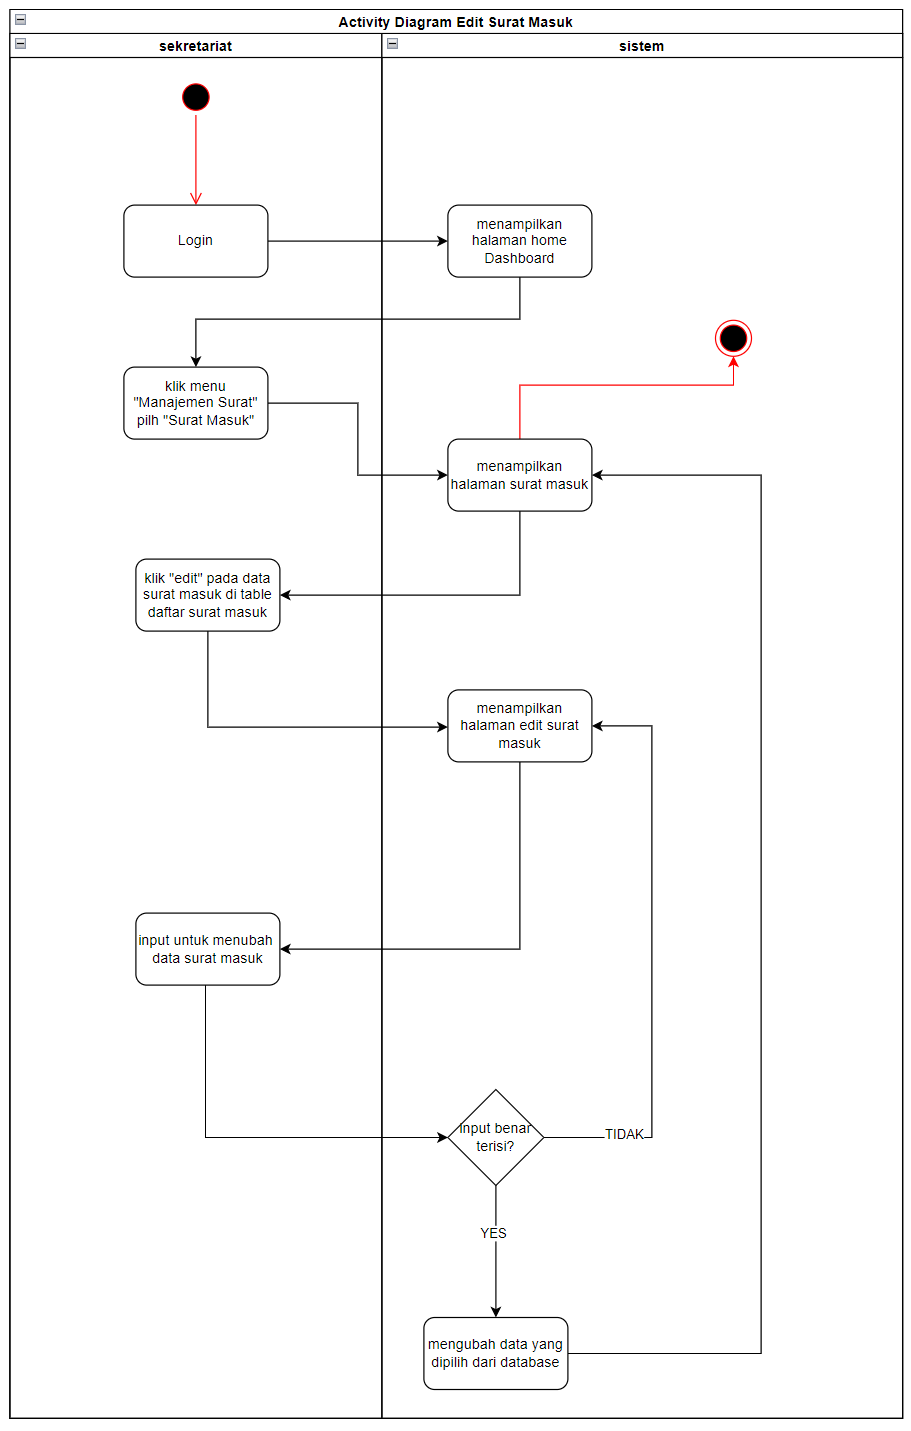 Activity Diagram Edit Surat Masuk
sekretariat
sistem
Login
menampilkan
halaman home
Dashboard
klik menu
"Manajemen Surat"
pilh "Surat Masuk"
menampilkan
halaman surat masuk
klik "edit" pada data
surat masuk di table
daftar surat masuk
menampilkan
halaman edit surat
masuk
input untuk menubah
data surat masuk
Input benar
terisi?
TIDAK
YES
mengubah data yang
dipilih dari database